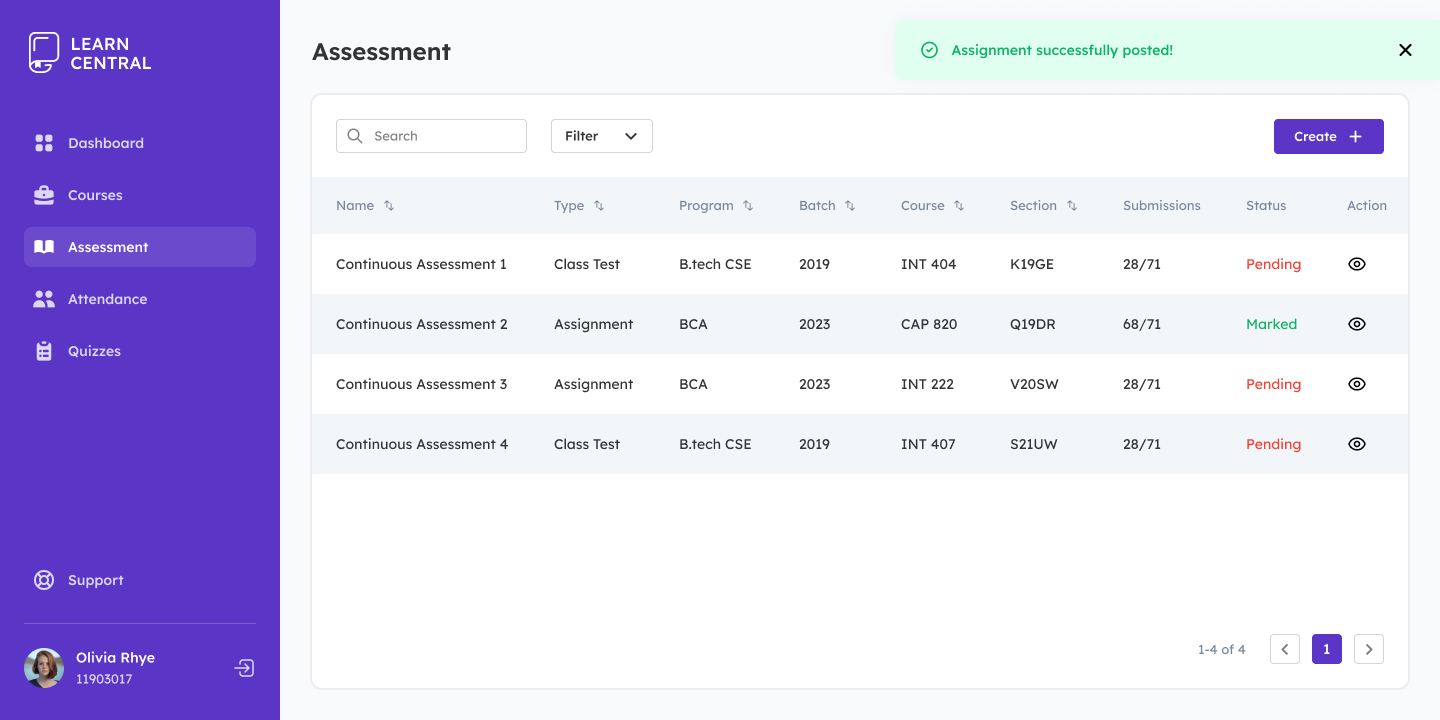 LEARN
CENTRAL
Dashboard
Courses
Assessment
Attendance
Quizzes
Support
Olivia Rhye
11903017
Assessment
Assignment successfully posted!
Search
Filter
Create
Name Type Program Batch Course Section Submissions Status Action
Continuous Assessment 1 Class Test B.tech CSE 2019 INT 404 K19GE 28/71 Pending
Continuous Assessment 2 Assignment BCA 2023 CAP 820 Q19DR 68/71 Marked
Continuous Assessment 3 Assignment BCA 2023 INT 222 V20SW 28/71 Pending
Continuous Assessment 4 Class Test B.tech CSE 2019 INT 407 S21UW 28/71 Pending
1-4 of 4
1